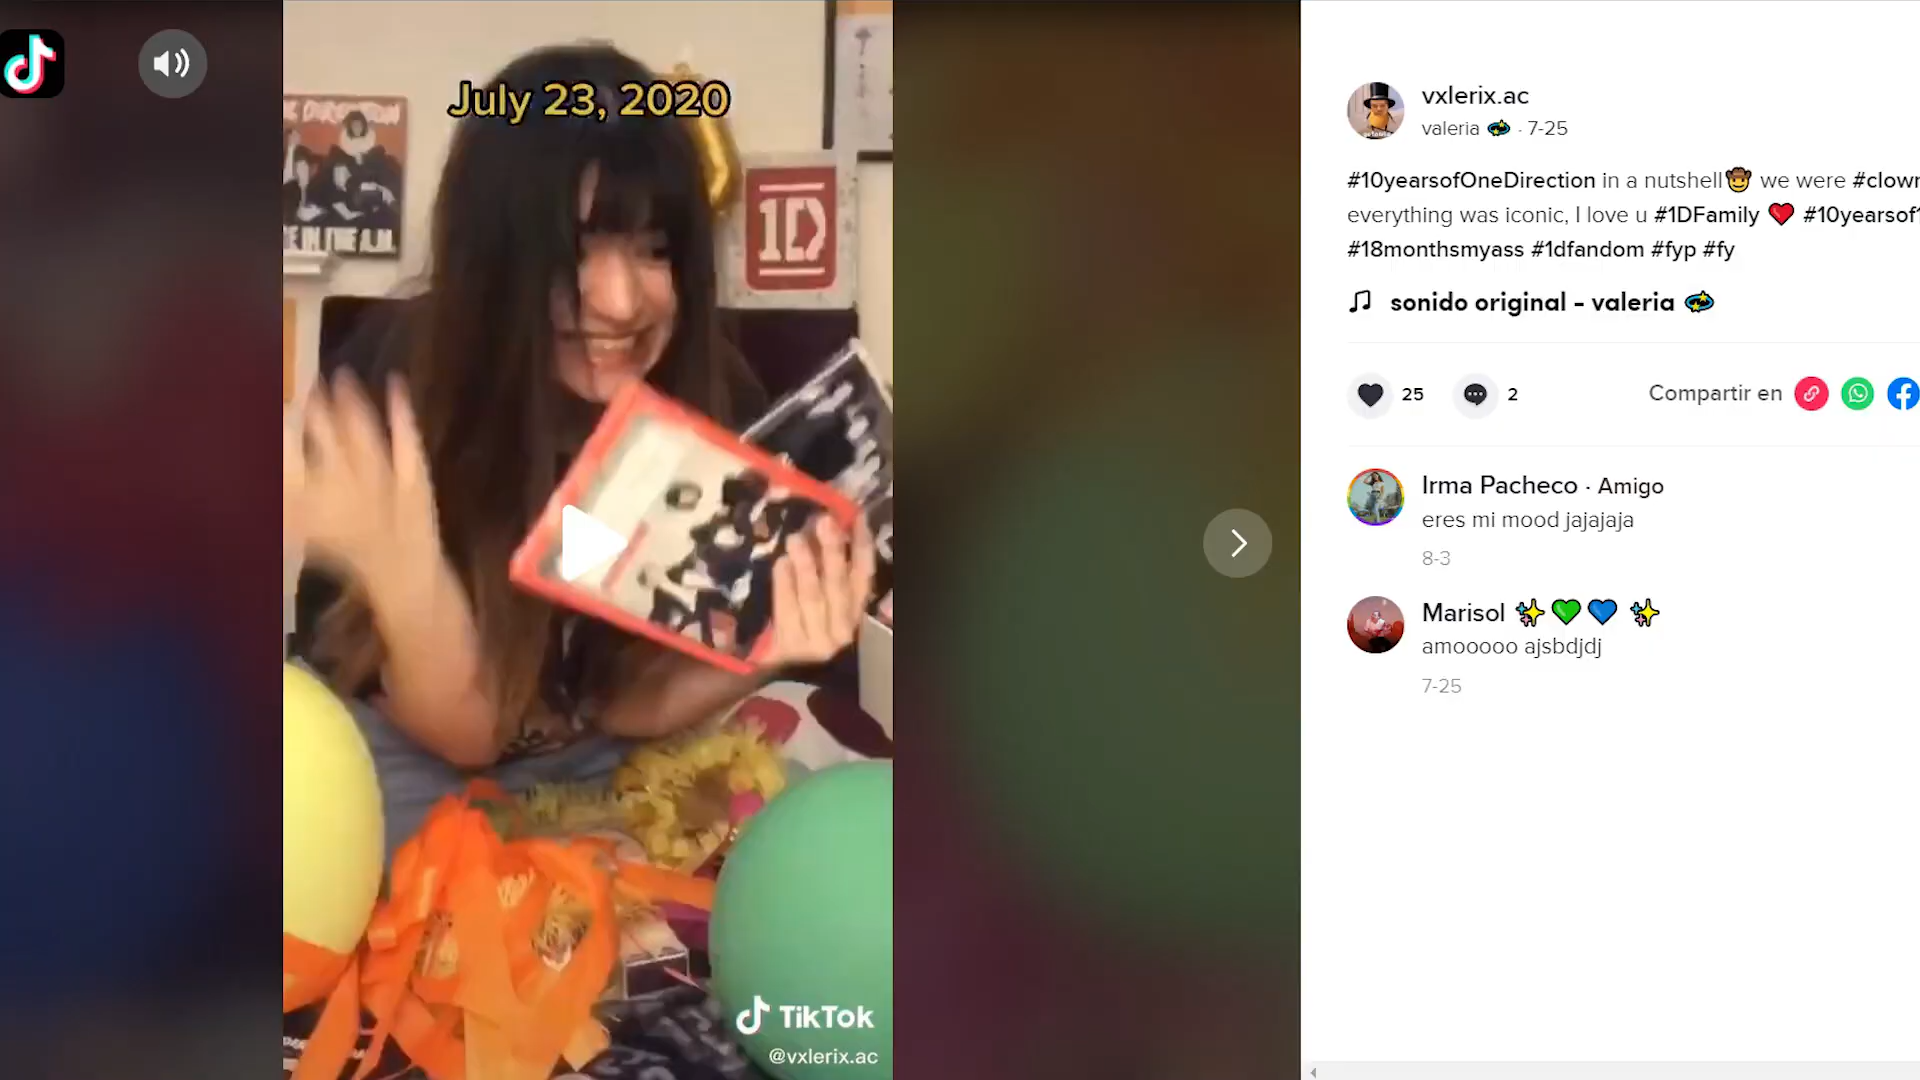 July 23, 2020
1D
TikTok
@vxlerix.ac
vxlerix.ac
valeria · 7-25
#10yearsofOneDirection in a nutshell🤠 we were #clown
everything was iconic, I love u #1DFamily ❤️ #10yearsof1
#18monthsmyass #1dfandom #fyp #fy
sonido original - valeria
25
2
Compartir en
Irma Pacheco · Amigo
eres mi mood jajajaja
8-3
Marisol ✨💚💙 ✨
amooooo ajsbdjdj
7-25